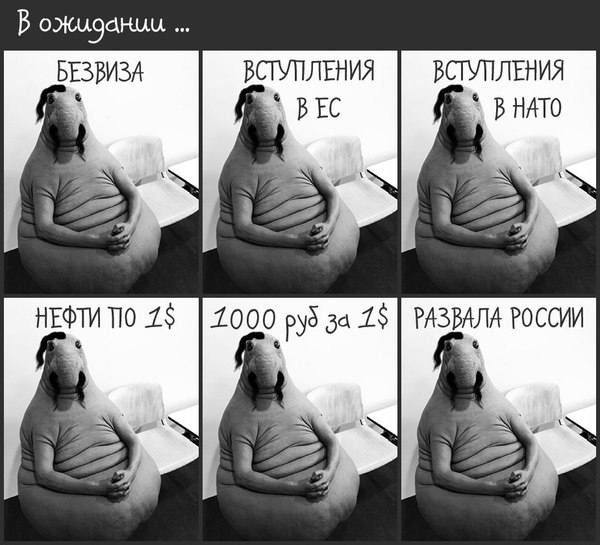 В ожидании ...
БЕЗВИЗА
ВСТУПЛЕНИЯ
В ЕС
ВСТУПЛЕНИЯ
В НАТО
НЕФТИ ПО 1$
1000 руб за 1$
РАЗВАЛА РОССИИ